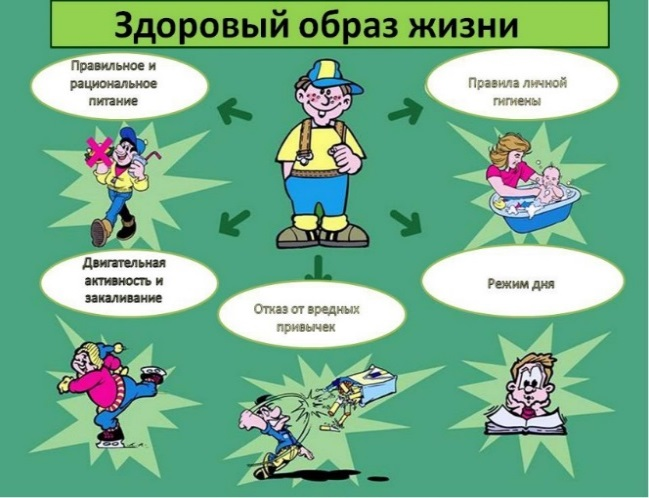 Здоровый образ жизни
Правильное и
рациональное
питание
Правила личной
гигиены
Двигательная
активность и
закаливание
Отказ от вредных
привычек
Режим дня